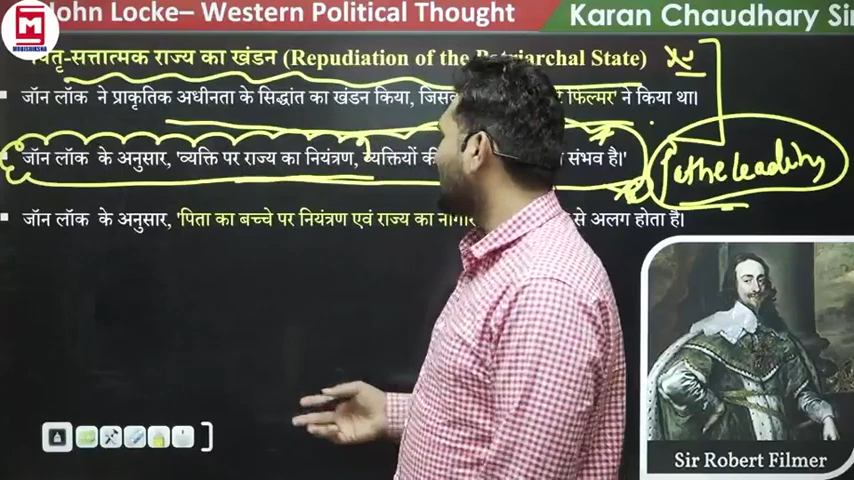 M
MOBISHIKSHA
John Locke– Western Political Thought
Karan Chaudhary Sir
पितृ-सत्तात्मक राज्य का खंडन (Repudiation of the Patriarchal State)
जॉन लॉक ने प्राकृतिक अधीनता के सिद्धांत का खंडन किया, फिल्मर' ने किया था।
जॉन लॉक के अनुसार, 'व्यक्ति पर राज्य का नियंत्रण, व्यक्तियों की संभव है।'
जॉन लॉक के अनुसार, 'पिता का बच्चे पर नियंत्रण एवं राज्य का से अलग होता है।
Sir Robert Filmer